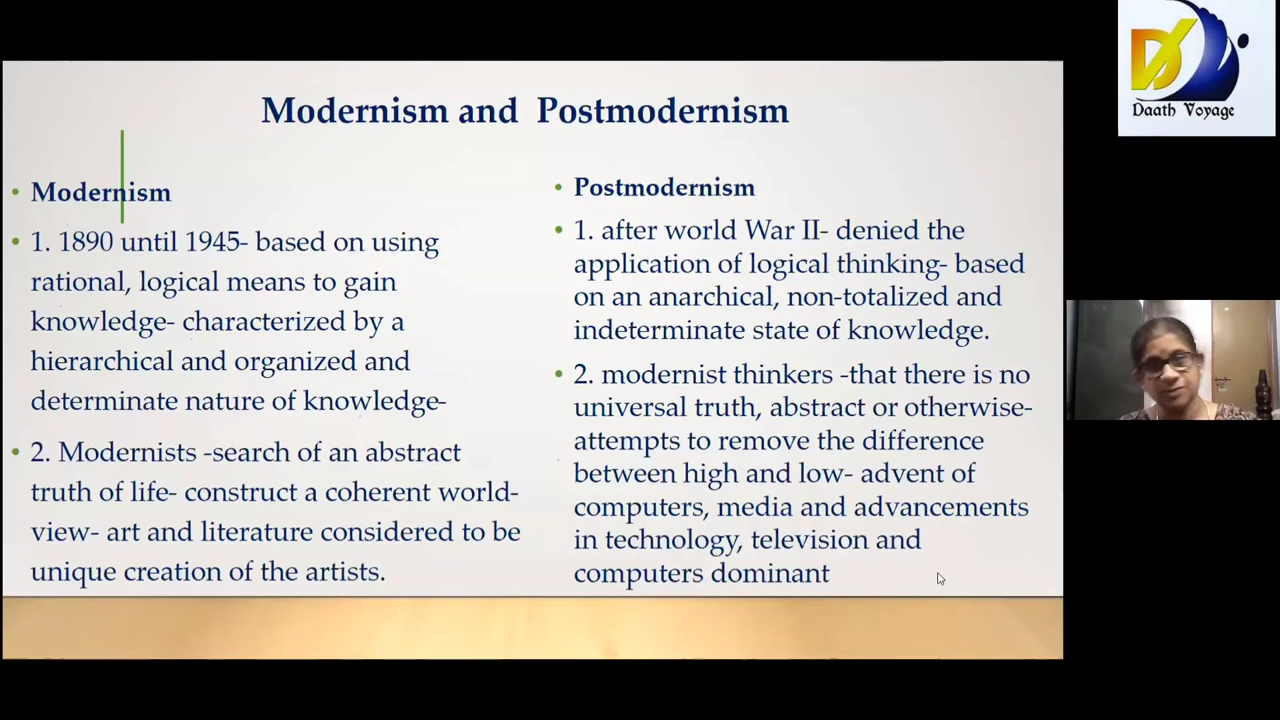 Modernism and Postmodernism
• Modernism
• 1. 1890 until 1945- based on using
rational, logical means to gain
knowledge- characterized by a
hierarchical and organized and
determinate nature of knowledge-
• 2. Modernists -search of an abstract
truth of life- construct a coherent world-
view- art and literature considered to be
unique creation of the artists.
• Postmodernism
• 1. after world War II- denied the
application of logical thinking- based
on an anarchical, non-totalized and
indeterminate state of knowledge.
• 2. modernist thinkers -that there is no
universal truth, abstract or otherwise-
attempts to remove the difference
between high and low- advent of
computers, media and advancements
in technology, television and
computers dominant
D
Daath Voyage